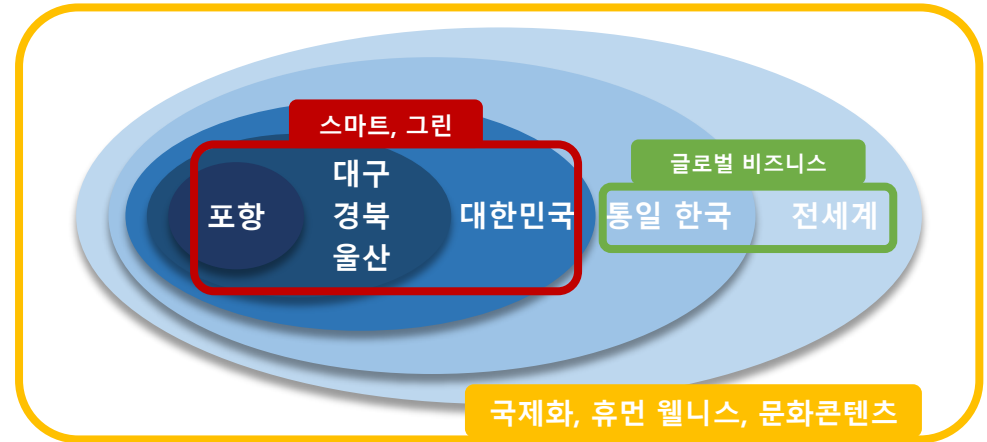 스마트, 그린
글로벌 비즈니스
포항
대구
경북
울산
대한민국
통일 한국
전세계
국제화, 휴먼 웰니스, 문화콘텐츠